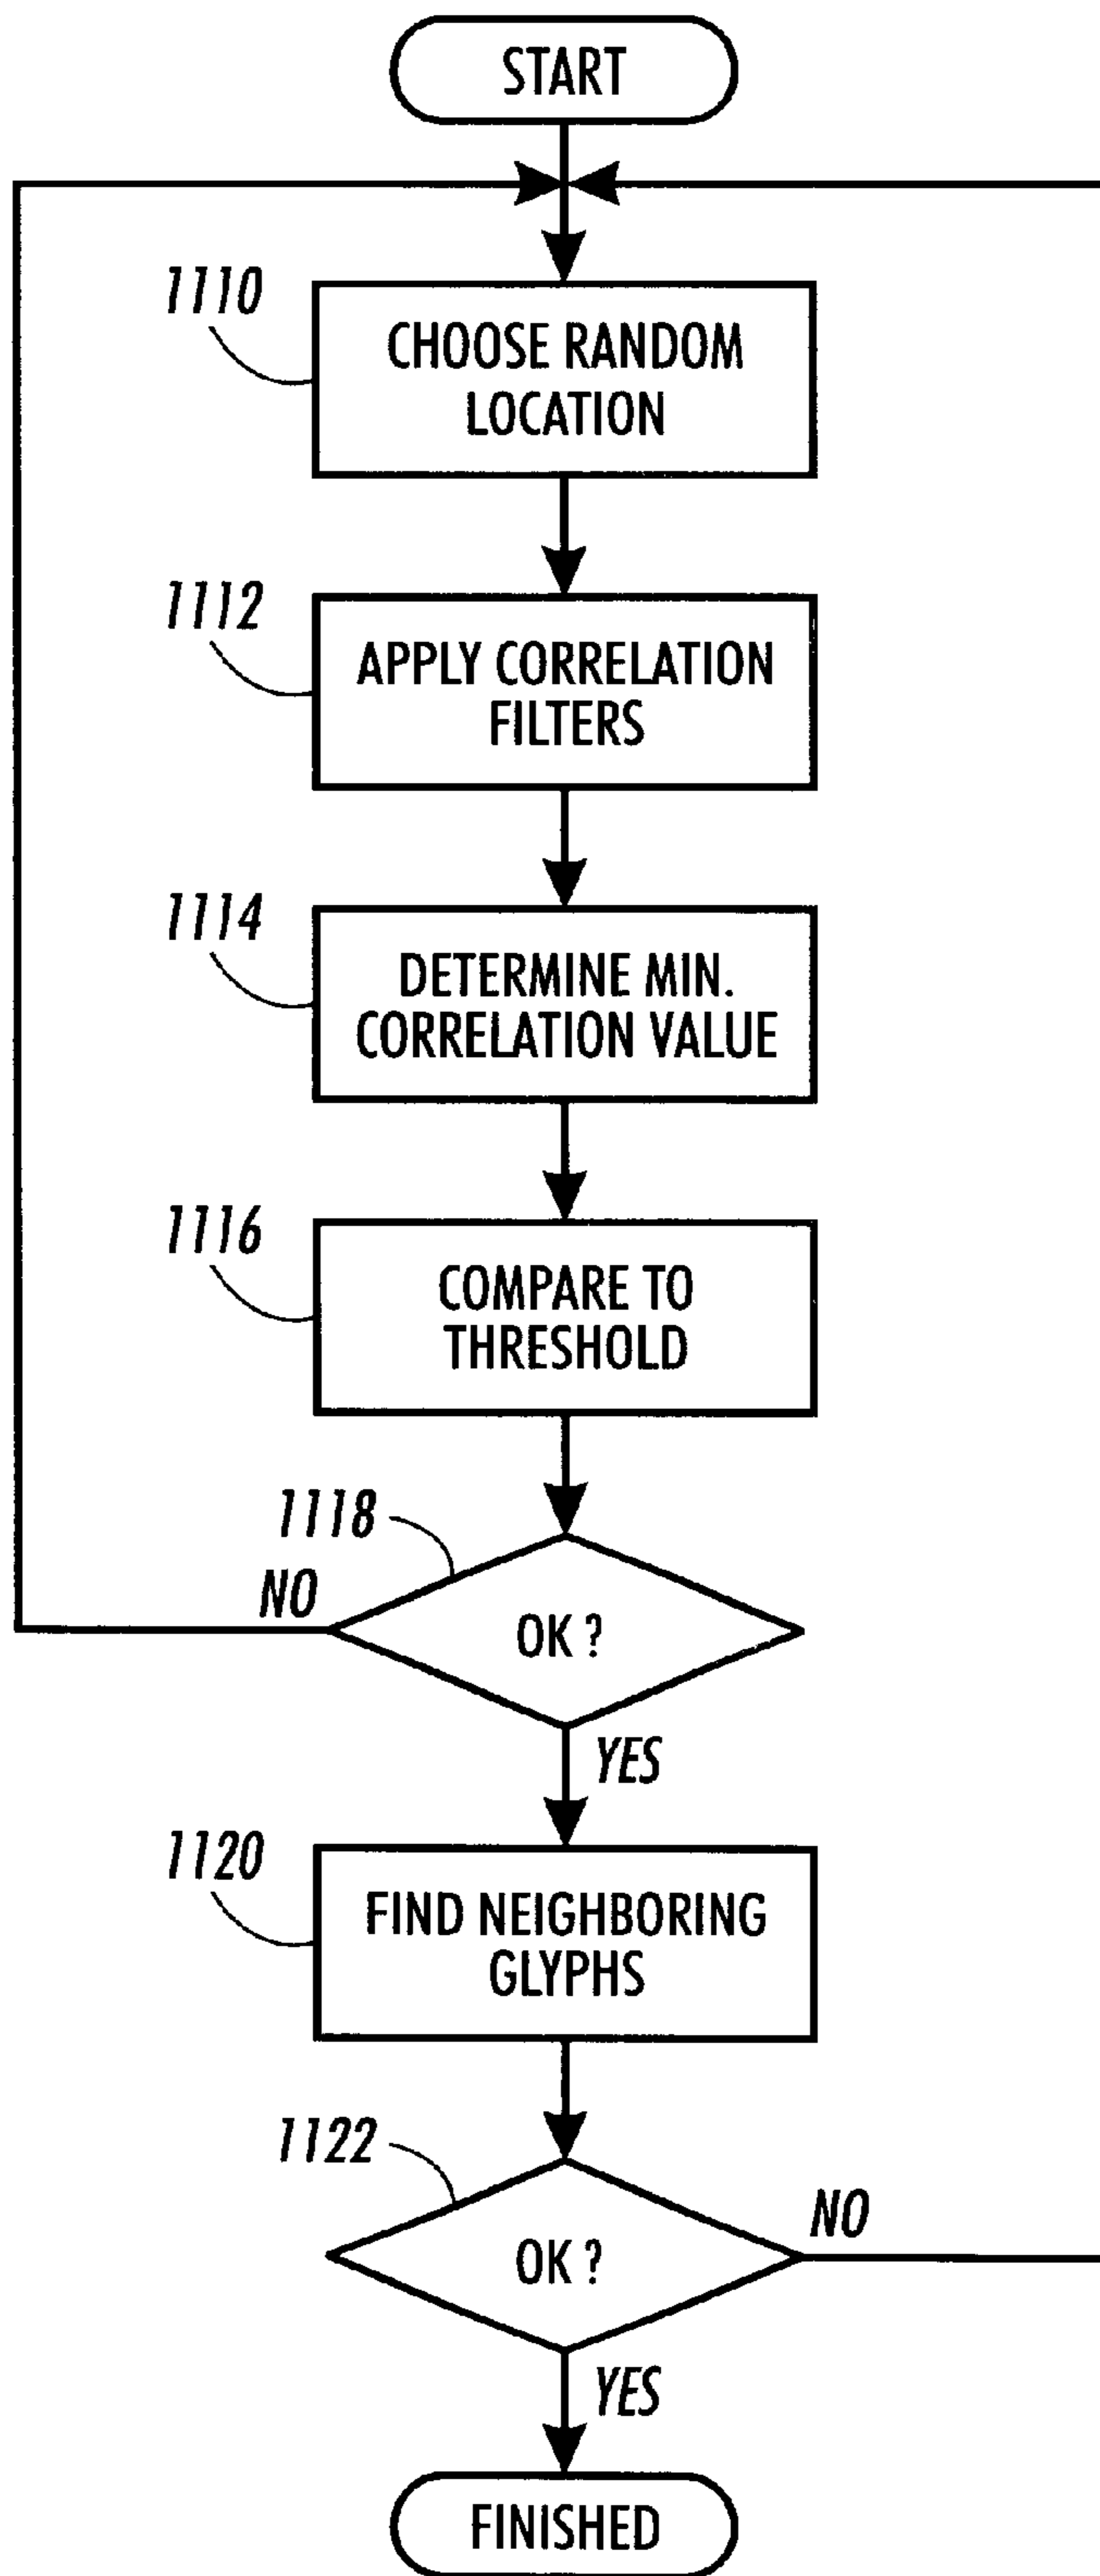 START
1110
CHOOSE RANDOM
LOCATION
1112
APPLY CORRELATION
FILTERS
1114
DETERMINE MIN.
CORRELATION VALUE
1116
COMPARE TO
THRESHOLD
1118
NO
OK ?
YES
1120
FIND NEIGHBORING
GLYPHS
1122
NO
OK ?
YES
FINISHED